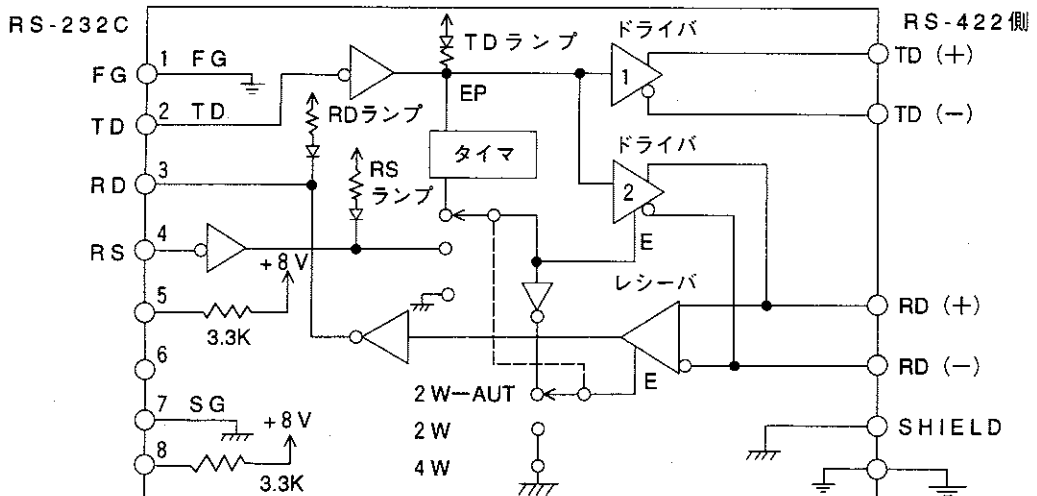 RS-232C
RS-422側
ドライバ
TDランプ
FG
1
FG
1
TD (+)
EP
TD
2
TD
RDランプ
TD (−)
タイマ
ドライバ
RD
3
RS
ランプ
2
RS
4
+8V
E
レシーバ
5
3.3K
RD (+)
6
E
RD (−)
2W−AUT
7
SG
+8V
2W
SHIELD
8
3.3K
4W